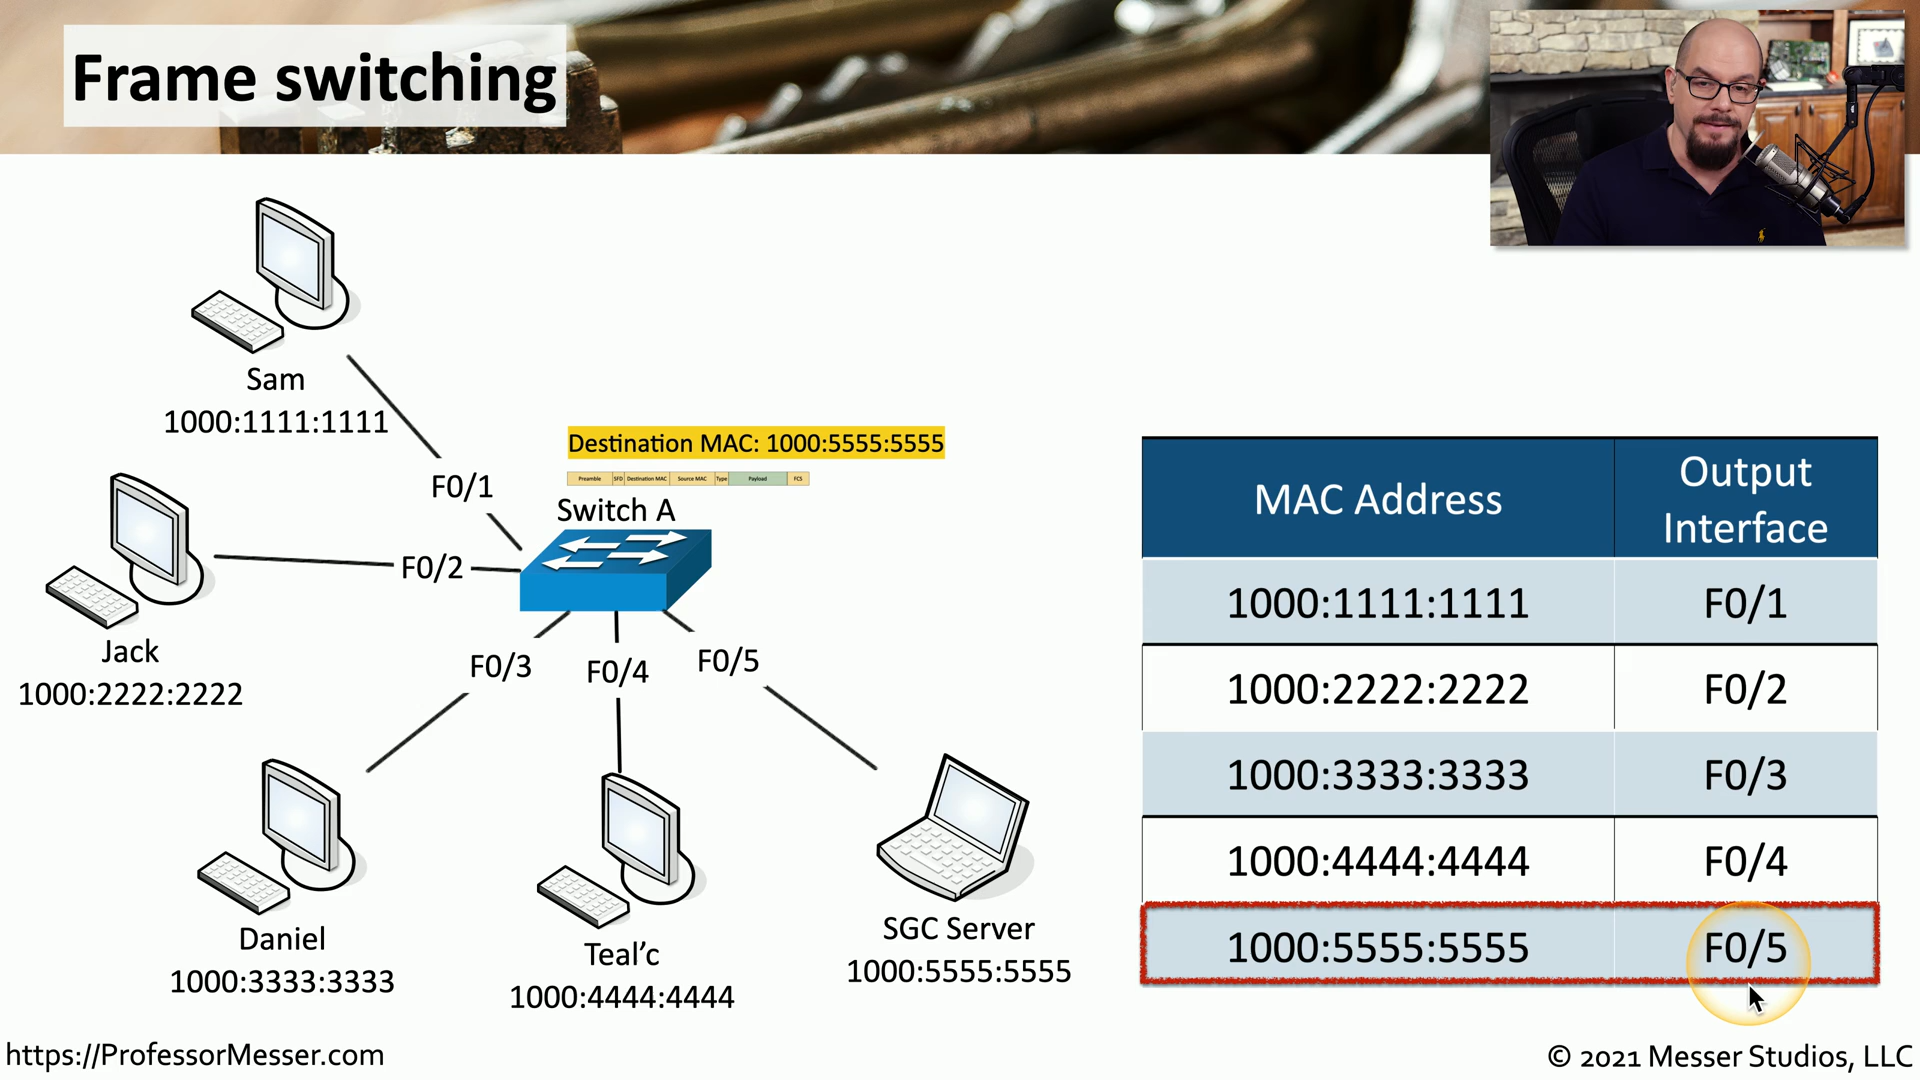 Frame switching
Sam
1000:1111:1111
F0/1
Destination MAC: 1000:5555:5555
Preamble SFD Destination MAC Source MAC Type Payload FCS
Switch A
F0/2
Jack
1000:2222:2222
F0/3
F0/4
F0/5
Daniel
1000:3333:3333
Teal’c
1000:4444:4444
SGC Server
1000:5555:5555
MAC Address Output Interface
1000:1111:1111 F0/1
1000:2222:2222 F0/2
1000:3333:3333 F0/3
1000:4444:4444 F0/4
1000:5555:5555 F0/5
https://ProfessorMesser.com
© 2021 Messer Studios, LLC